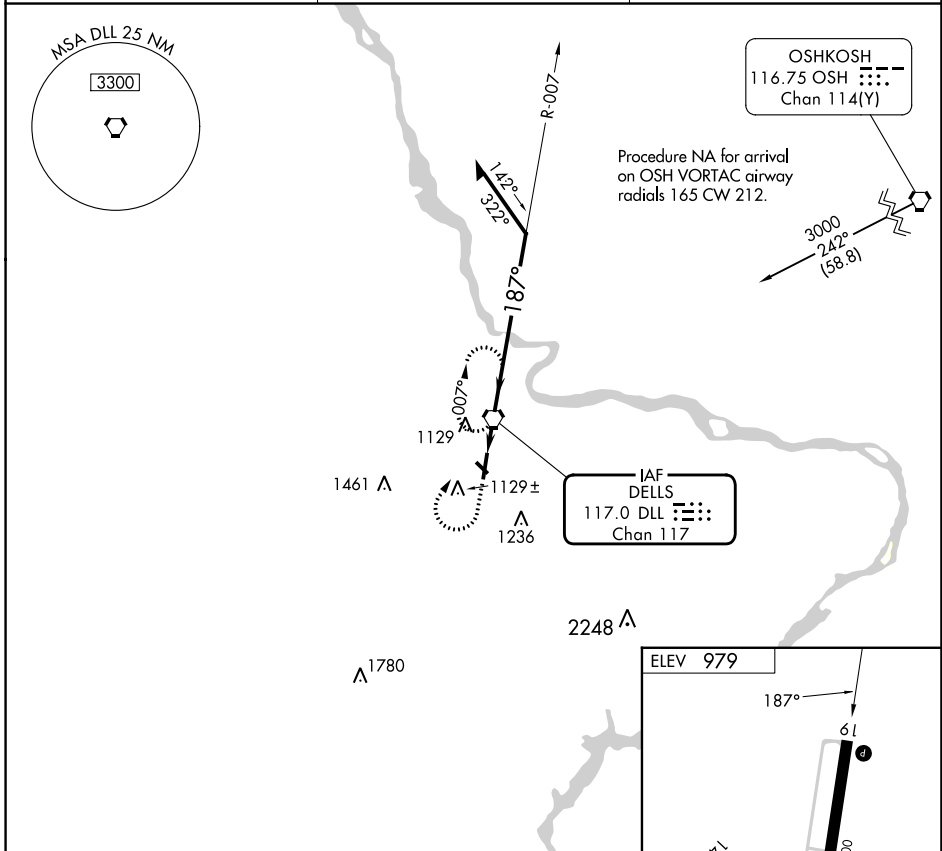 MSA DLL 25 NM
3300
R-007
OSHKOSH
116.75 OSH
Chan 114(Y)
142°
322°
Procedure NA for arrival
on OSH VORTAC airway
radials 165 CW 212.
3000
242°
(58.8)
187°
007°
1129
1461
1129±
IAF
DELLS
117.0 DLL
Chan 117
1236
2248
1780
ELEV 979
187°
19
P